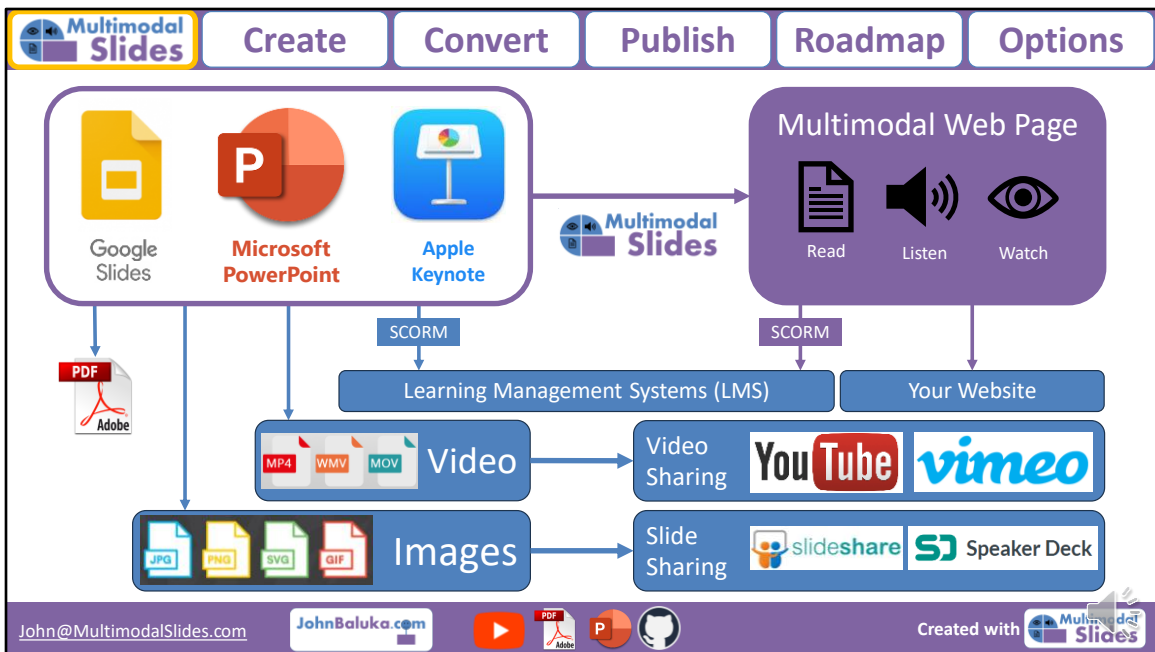 Multimodal
Slides
Create
Convert
Publish
Roadmap
Options
Google
Slides
P
Microsoft
PowerPoint
Apple
Keynote
Multimodal
Slides
Multimodal Web Page
Read
Listen
Watch
SCORM
SCORM
PDF
Adobe
Learning Management Systems (LMS)
Your Website
MP4
WMV
MOV
Video
Video
Sharing
YouTube
vimeo
JPG
PNG
SVG
GIF
Images
Slide
Sharing
slideshare
Speaker Deck
John@MultimodalSlides.com
JohnBaluka.com
PDF
Adobe
P
Created with
Multimodal
Slides